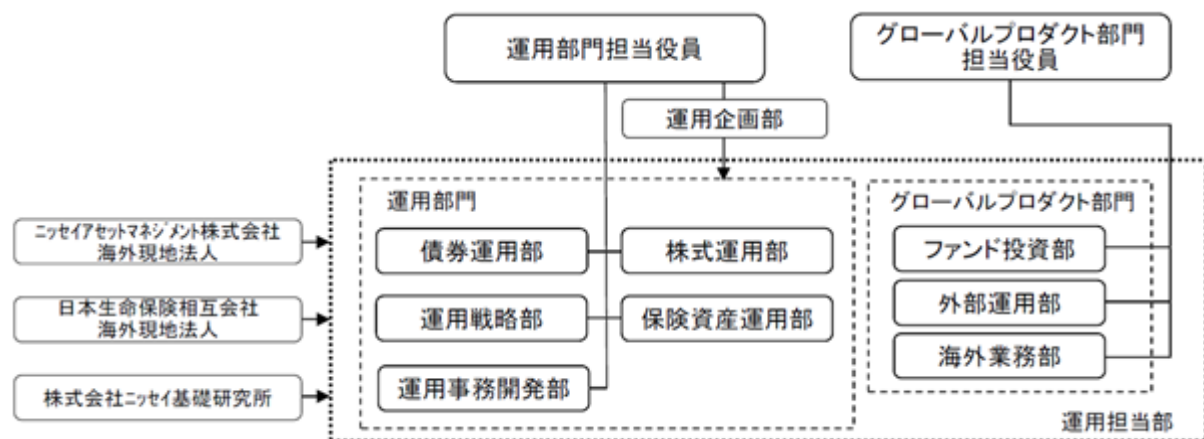 運用部門担当役員
グローバルプロダクト部門
担当役員
運用企画部
運用部門
グローバルプロダクト部門
ニッセイアセットマネジメント株式会社
海外現地法人
債券運用部
株式運用部
ファンド投資部
日本生命保険相互会社
海外現地法人
運用戦略部
保険資産運用部
外部運用部
海外業務部
株式会社ニッセイ基礎研究所
運用事務開発部
運用担当部